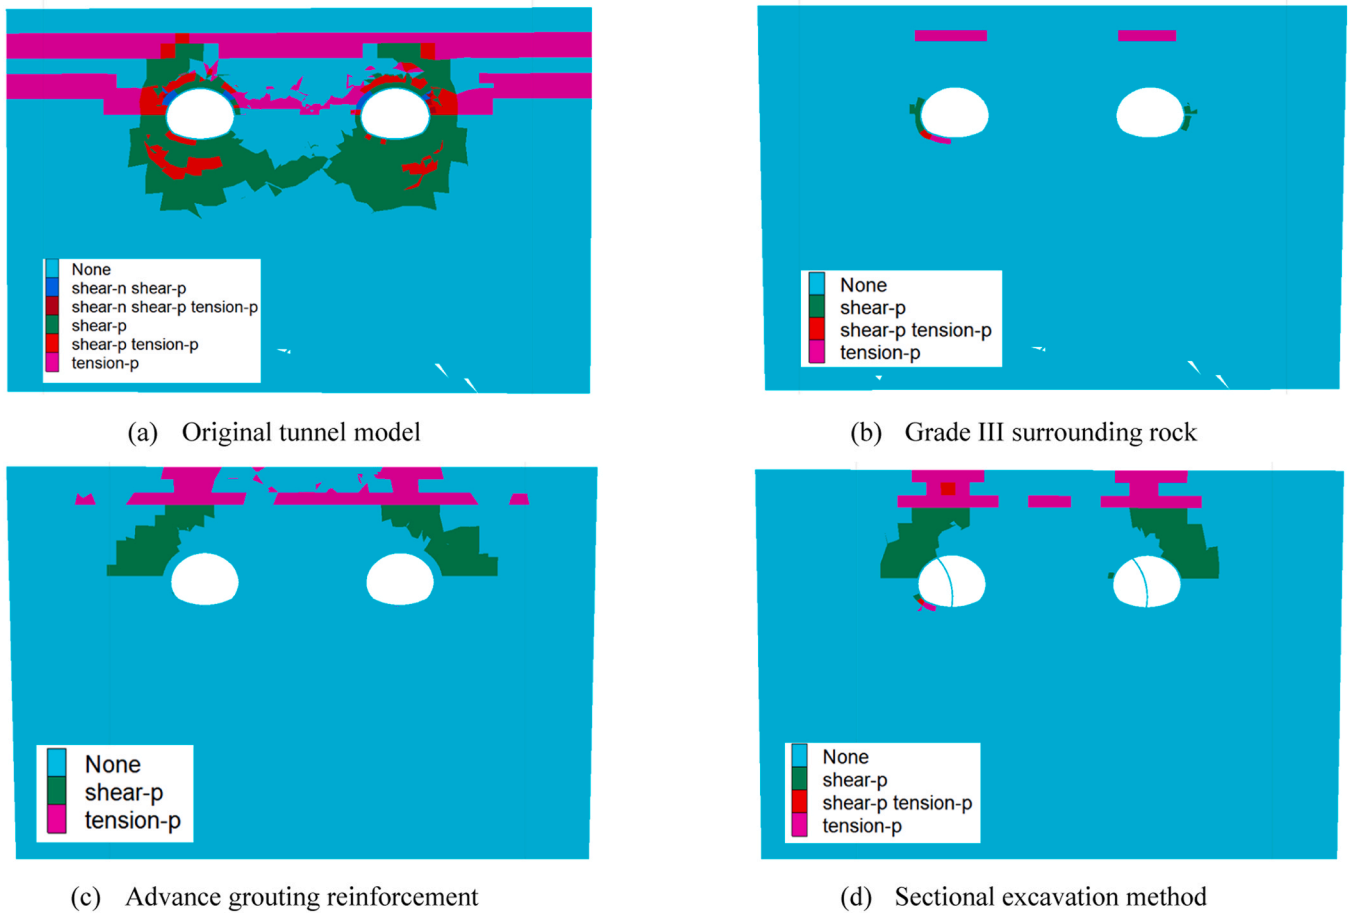 None
shear-n shear-p
shear-n shear-p tension-p
shear-p
shear-p tension-p
tension-p
(a) Original tunnel model
None
shear-p
shear-p tension-p
tension-p
(b) Grade III surrounding rock
None
shear-p
tension-p
(c) Advance grouting reinforcement
None
shear-p
shear-p tension-p
tension-p
(d) Sectional excavation method